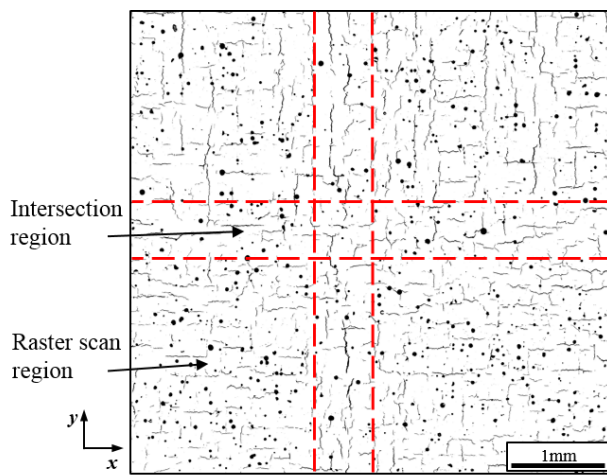 Intersection
region
Raster scan
region
y
x
1mm